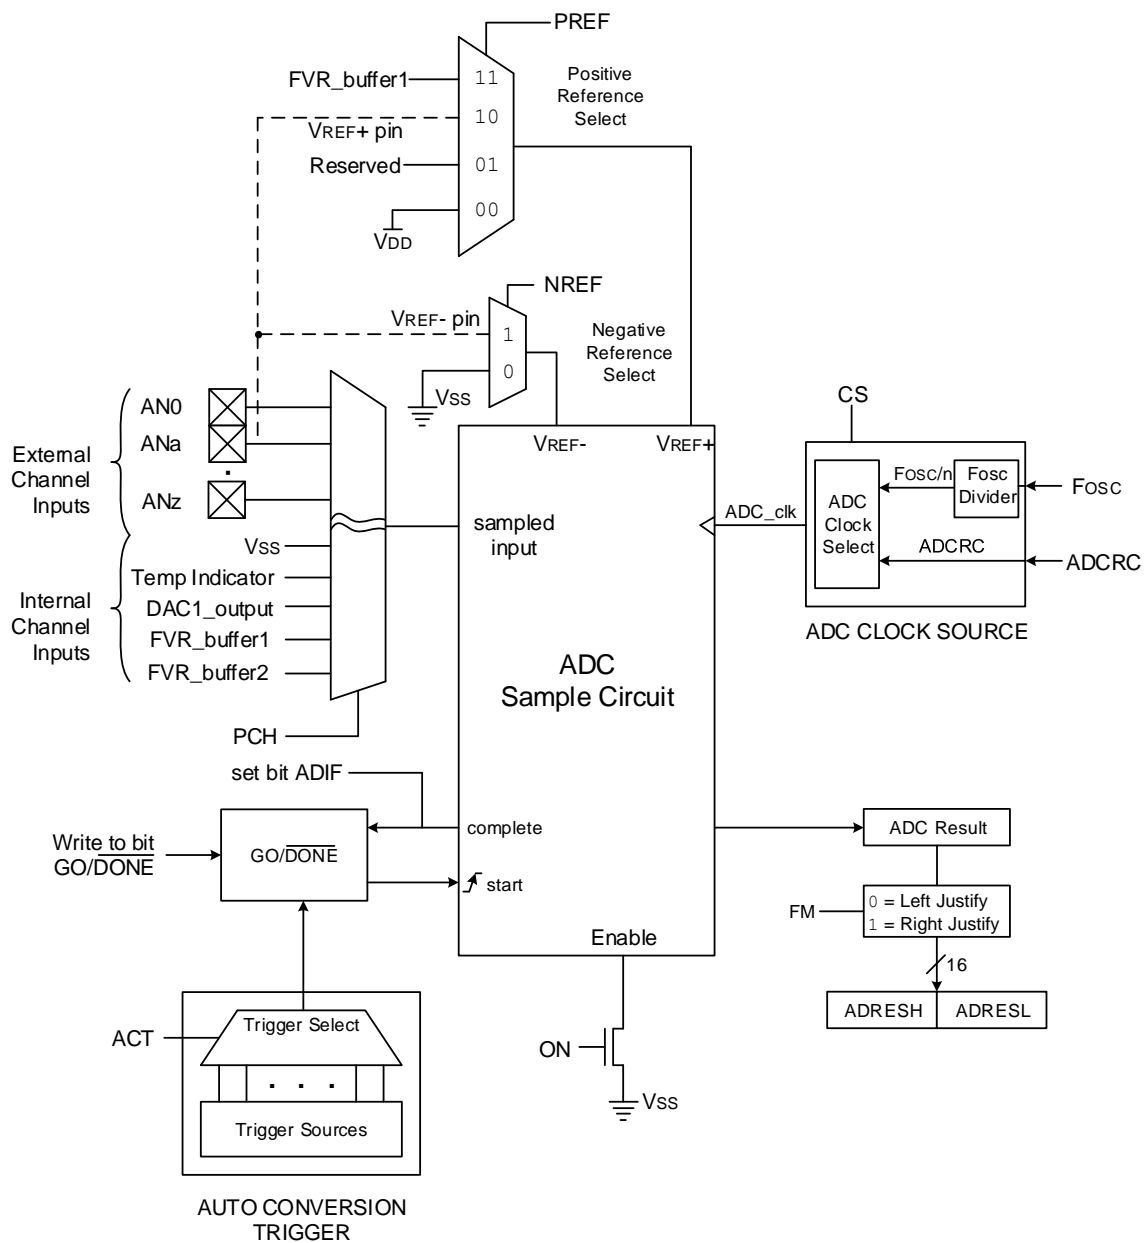 PREF
FVR_buffer1
11
Positive
Reference
Select
10
VREF+ pin
Reserved
01
00
VDD
NREF
VREF- pin
1
Negative
Reference
Select
0
VSS
External
Channel
Inputs
AN0
ANa
.
ANz
VSS
Internal
Channel
Inputs
Temp Indicator
DAC1_output
FVR_buffer1
FVR_buffer2
PCH
VREF-
VREF+
sampled
input
ADC_clk
CS
ADC
Clock
Select
FOSC/n
Fosc
Divider
FOSC
ADCRC
ADCRC
ADC CLOCK SOURCE
ADC
Sample Circuit
set bit ADIF
complete
Write to bit
GO/DONE
GO/DONE
start
Enable
ADC Result
FM
0 = Left Justify
1 = Right Justify
16
ADRESH
ADRESL
ACT
Trigger Select
. . .
Trigger Sources
AUTO CONVERSION
TRIGGER
ON
VSS